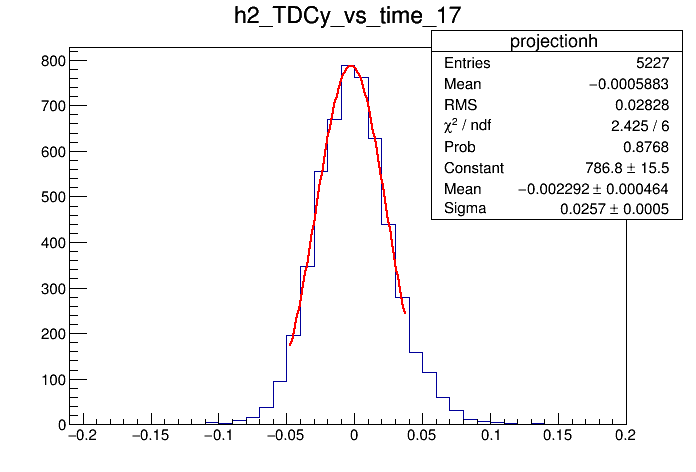 h2_TDCy_vs_time_17
projectionh
Entries 5227
Mean −0.0005883
RMS 0.02828
χ² / ndf 2.425 / 6
Prob 0.8768
Constant 786.8 ± 15.5
Mean −0.002292 ± 0.000464
Sigma 0.0257 ± 0.0005
800
700
600
500
400
300
200
100
0
−0.2 −0.15 −0.1 −0.05 0 0.05 0.1 0.15 0.2